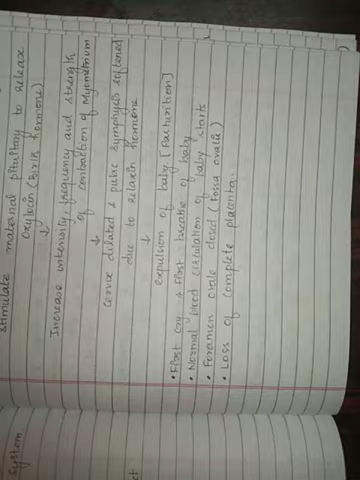 stimulate maternal pituitary to release
oxytocin (Birth hormone)
↓
Increase intensity, frequency and strength
of contraction of Myometrium
↓
Cervix dilated & pubic symphysis softened
due to relaxin hormone
↓
expulsion of baby. [Parturition]
• First cry → first breathe of baby
• Normal blood circulation of baby starts
• Foramen ovale closed (Fossa ovalis)
• Loss of complete placenta.
system.
ct